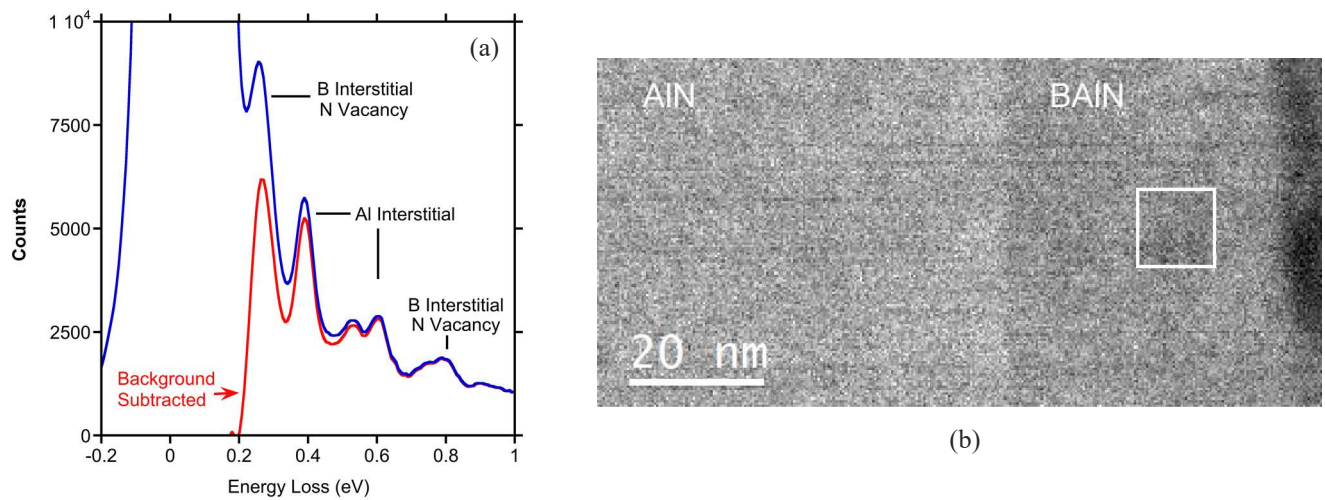 1 10⁴
7500
5000
2500
0
Counts
-0.2
0
0.2
0.4
0.6
0.8
1
Energy Loss (eV)
(a)
B Interstitial
N Vacancy
Al Interstitial
B Interstitial
N Vacancy
Background
Subtracted
AlN
BAlN
20 nm
(b)